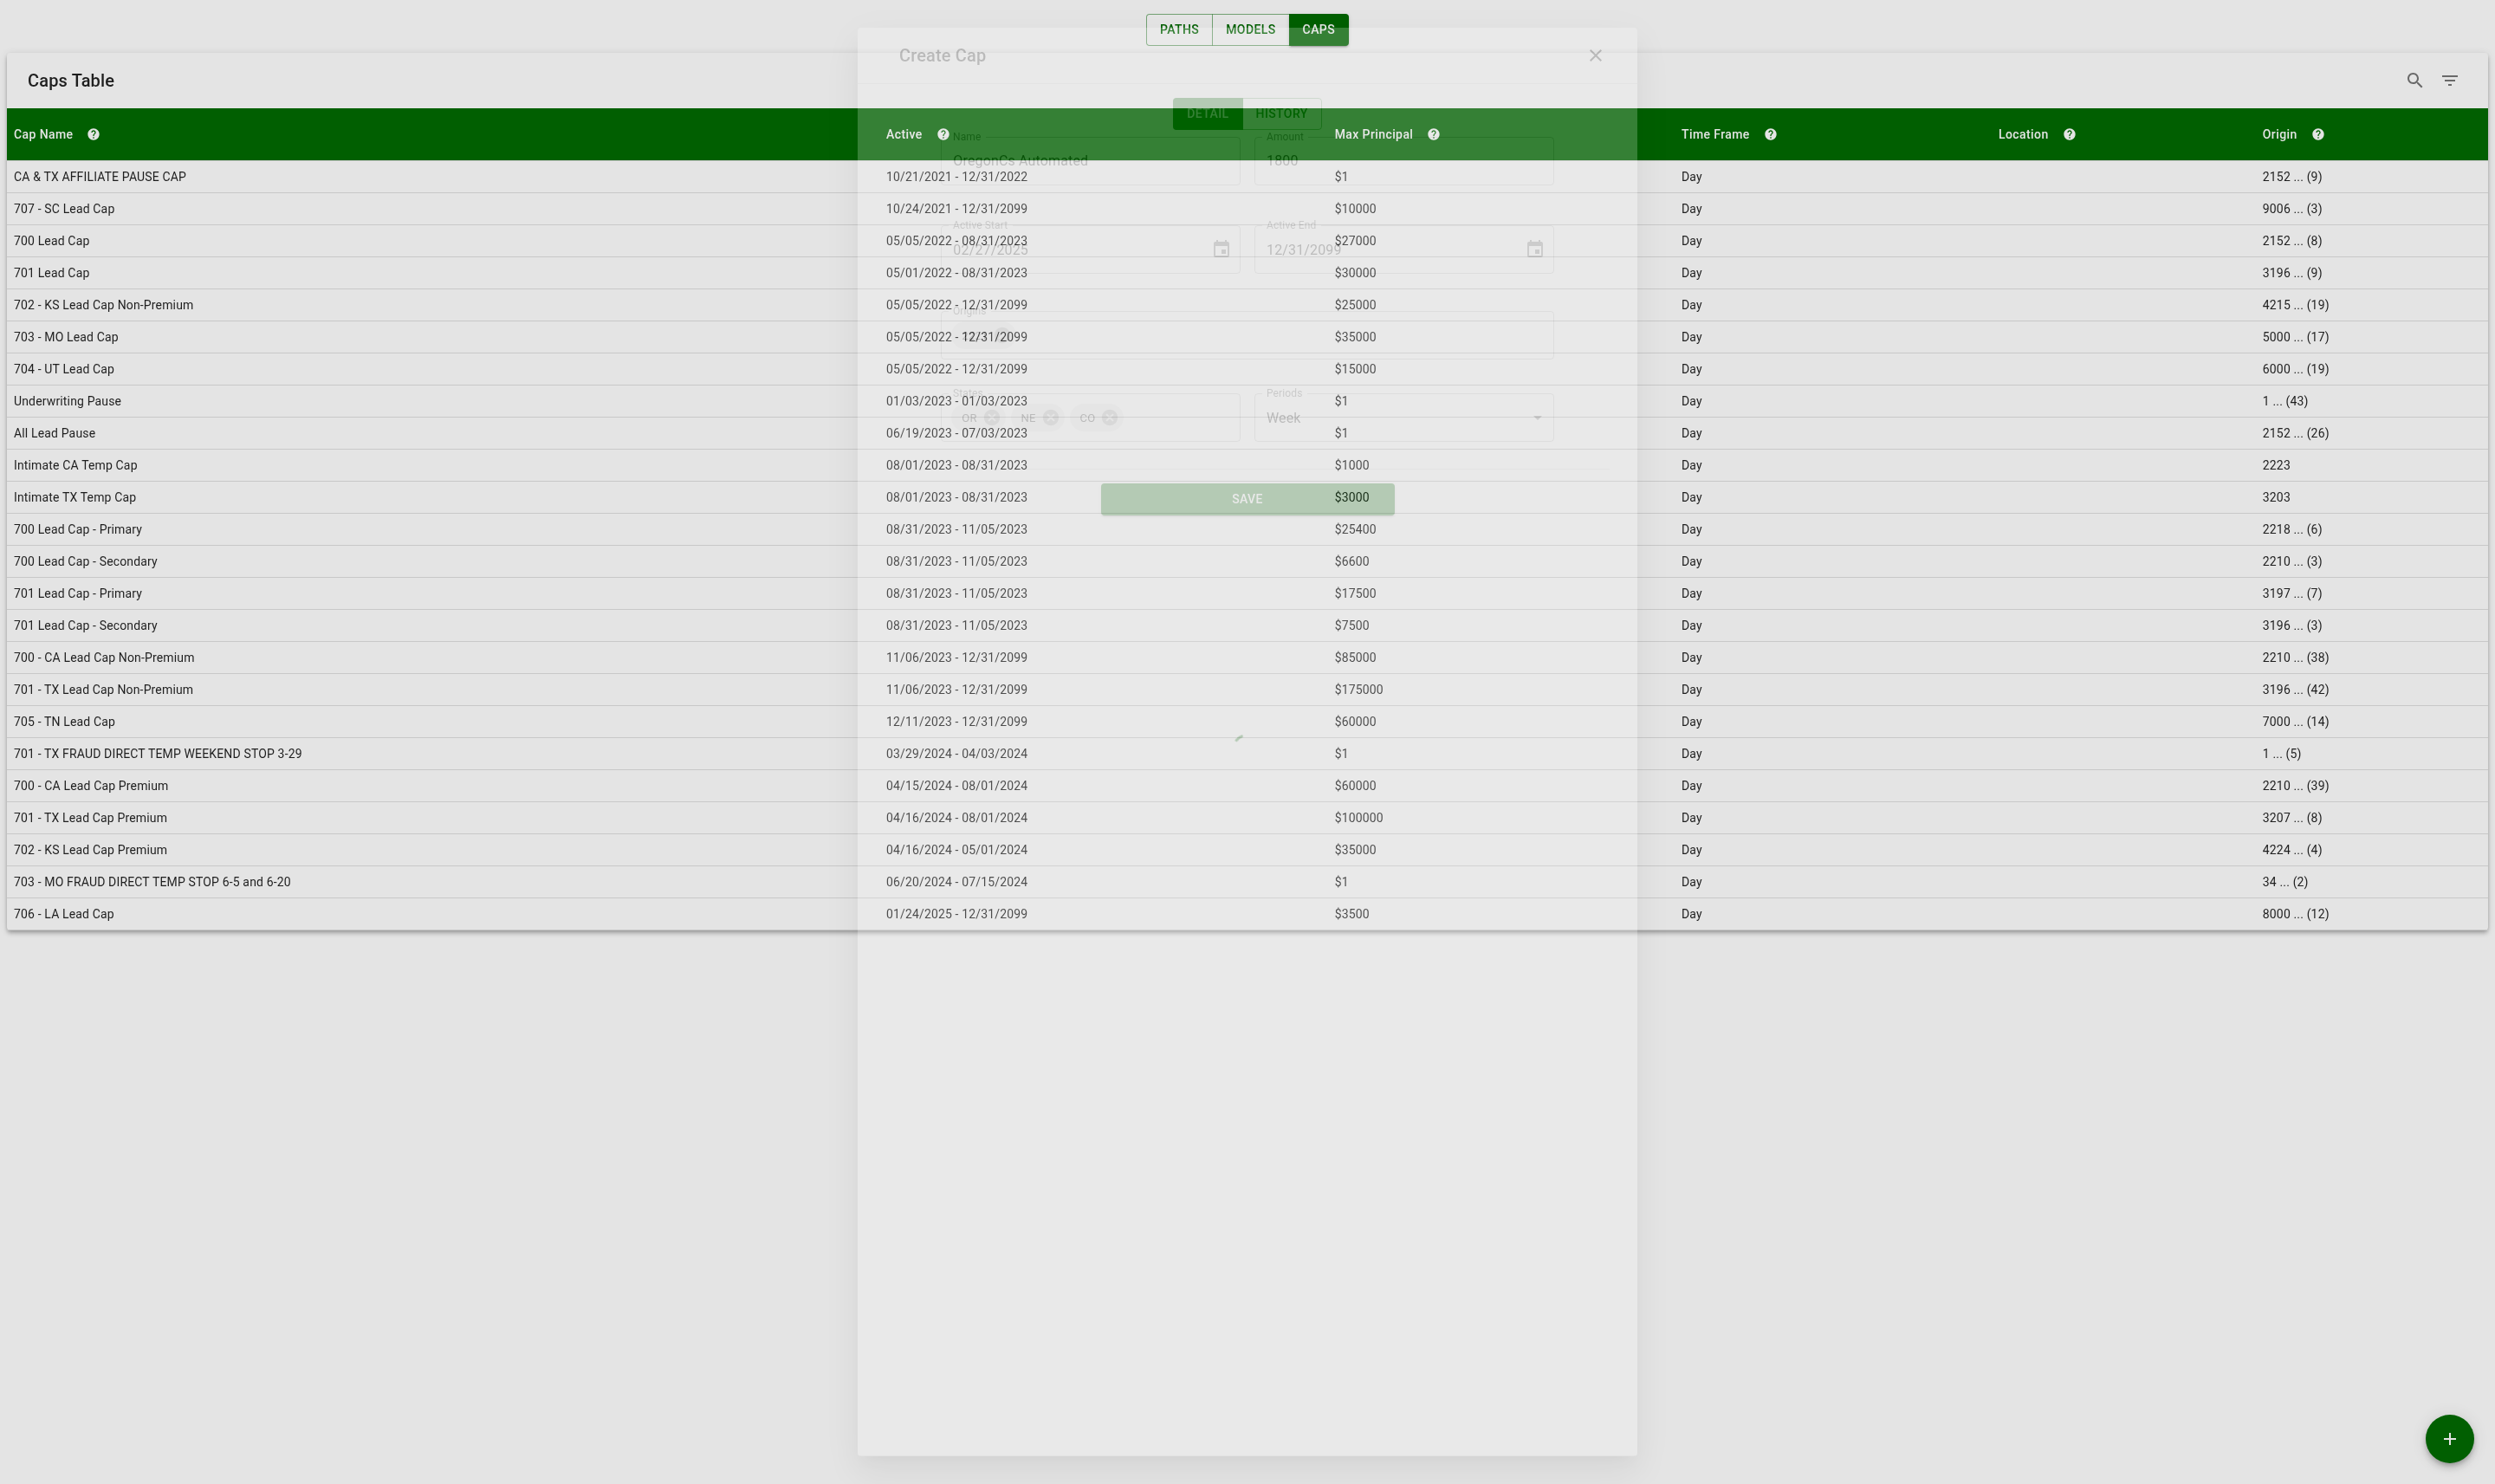 PATHS MODELS CAPS
Create Cap
Caps Table
DETAIL HISTORY
Cap Name Active Max Principal Time Frame Location Origin
Name Amount
OregonCs Automated 1800
CA & TX AFFILIATE PAUSE CAP 10/21/2021 - 12/31/2022 $1 Day 2152 ... (9)
707 - SC Lead Cap 10/24/2021 - 12/31/2099 $10000 Day 9006 ... (3)
Active Start Active End
700 Lead Cap 05/05/2022 - 08/31/2023 $27000 Day 2152 ... (8)
02/27/2025 12/31/2099
701 Lead Cap 05/01/2022 - 08/31/2023 $30000 Day 3196 ... (9)
702 - KS Lead Cap Non-Premium 05/05/2022 - 12/31/2099 $25000 Day 4215 ... (19)
Origins
703 - MO Lead Cap 05/05/2022 - 12/31/2099 $35000 Day 5000 ... (17)
704 - UT Lead Cap 05/05/2022 - 12/31/2099 $15000 Day 6000 ... (19)
States Periods
Underwriting Pause 01/03/2023 - 01/03/2023 $1 Day 1 ... (43)
OR NE CO Week
All Lead Pause 06/19/2023 - 07/03/2023 $1 Day 2152 ... (26)
Intimate CA Temp Cap 08/01/2023 - 08/31/2023 $1000 Day 2223
Intimate TX Temp Cap 08/01/2023 - 08/31/2023 $3000 Day 3203
SAVE
700 Lead Cap - Primary 08/31/2023 - 11/05/2023 $25400 Day 2218 ... (6)
700 Lead Cap - Secondary 08/31/2023 - 11/05/2023 $6600 Day 2210 ... (3)
701 Lead Cap - Primary 08/31/2023 - 11/05/2023 $17500 Day 3197 ... (7)
701 Lead Cap - Secondary 08/31/2023 - 11/05/2023 $7500 Day 3196 ... (3)
700 - CA Lead Cap Non-Premium 11/06/2023 - 12/31/2099 $85000 Day 2210 ... (38)
701 - TX Lead Cap Non-Premium 11/06/2023 - 12/31/2099 $175000 Day 3196 ... (42)
705 - TN Lead Cap 12/11/2023 - 12/31/2099 $60000 Day 7000 ... (14)
701 - TX FRAUD DIRECT TEMP WEEKEND STOP 3-29 03/29/2024 - 04/03/2024 $1 Day 1 ... (5)
700 - CA Lead Cap Premium 04/15/2024 - 08/01/2024 $60000 Day 2210 ... (39)
701 - TX Lead Cap Premium 04/16/2024 - 08/01/2024 $100000 Day 3207 ... (8)
702 - KS Lead Cap Premium 04/16/2024 - 05/01/2024 $35000 Day 4224 ... (4)
703 - MO FRAUD DIRECT TEMP STOP 6-5 and 6-20 06/20/2024 - 07/15/2024 $1 Day 34 ... (2)
706 - LA Lead Cap 01/24/2025 - 12/31/2099 $3500 Day 8000 ... (12)